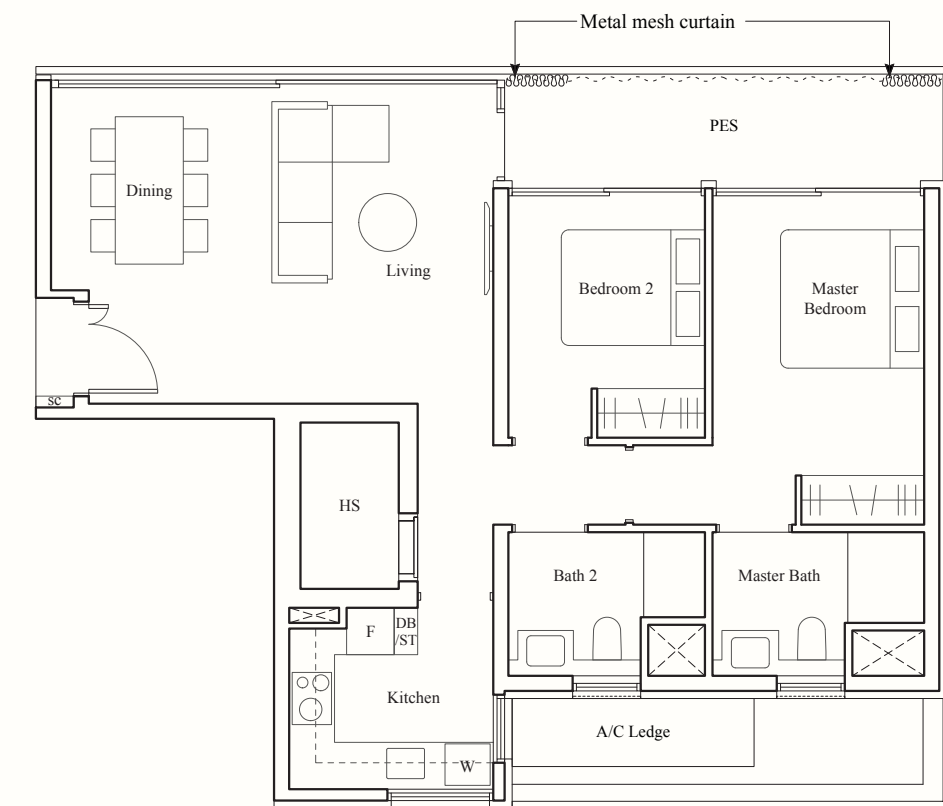 Metal mesh curtain
PES
Dining
Living
Bedroom 2
Master
Bedroom
sc
HS
Bath 2
Master Bath
F
DB
/ST
Kitchen
A/C Ledge
W